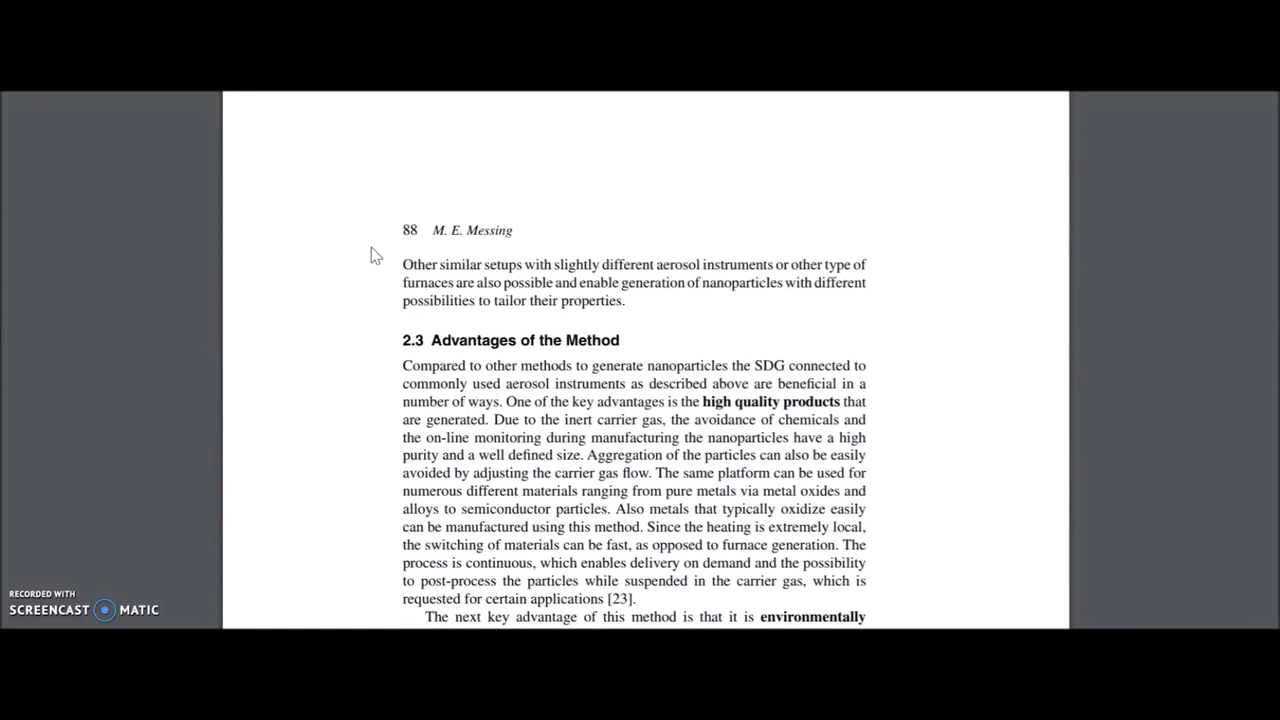 88 M. E. Messing
Other similar setups with slightly different aerosol instruments or other type of
furnaces are also possible and enable generation of nanoparticles with different
possibilities to tailor their properties.
2.3 Advantages of the Method
Compared to other methods to generate nanoparticles the SDG connected to
commonly used aerosol instruments as described above are beneficial in a
number of ways. One of the key advantages is the high quality products that
are generated. Due to the inert carrier gas, the avoidance of chemicals and
the on-line monitoring during manufacturing the nanoparticles have a high
purity and a well defined size. Aggregation of the particles can also be easily
avoided by adjusting the carrier gas flow. The same platform can be used for
numerous different materials ranging from pure metals via metal oxides and
alloys to semiconductor particles. Also metals that typically oxidize easily
can be manufactured using this method. Since the heating is extremely local,
the switching of materials can be fast, as opposed to furnace generation. The
process is continuous, which enables delivery on demand and the possibility
to post-process the particles while suspended in the carrier gas, which is
requested for certain applications [23].
The next key advantage of this method is that it is environmentally
RECORDED WITH
SCREENCAST MATIC